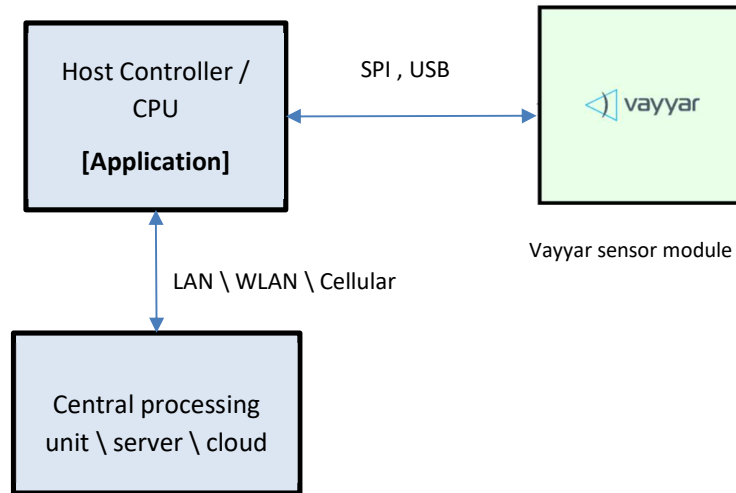 Host Controller /
CPU
[Application]
SPI , USB
vayyar
Vayyar sensor module
LAN \ WLAN \ Cellular
Central processing
unit \ server \ cloud